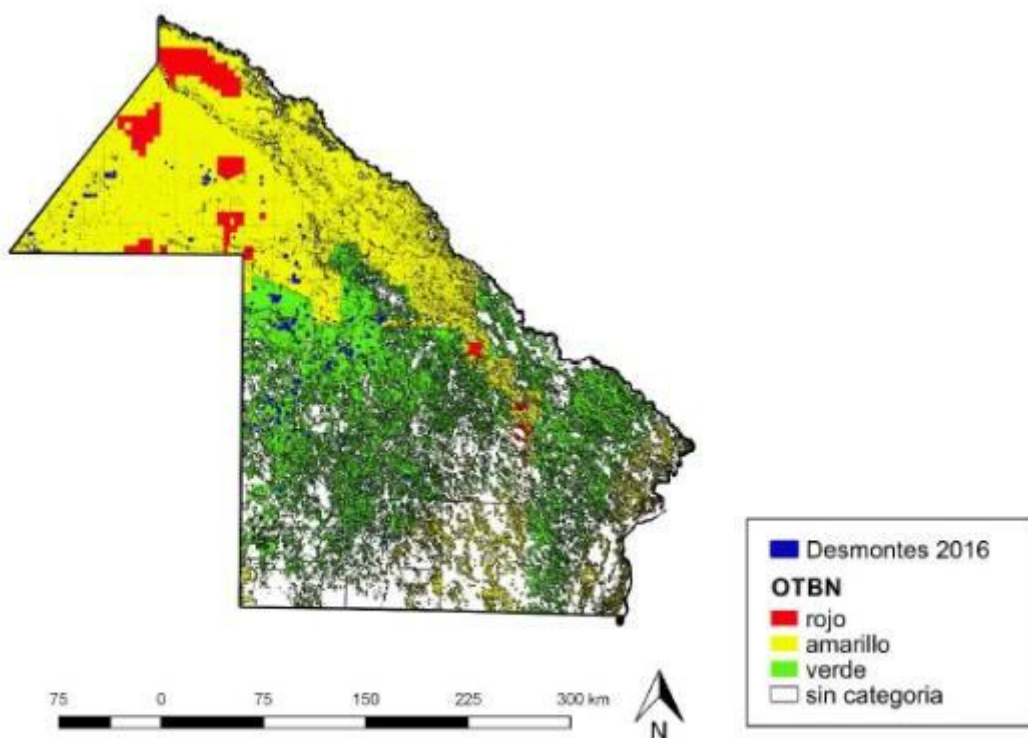 Desmontes 2016
OTBN
rojo
amarillo
verde
sin categoria
75 0 75 150 225 300 km
N